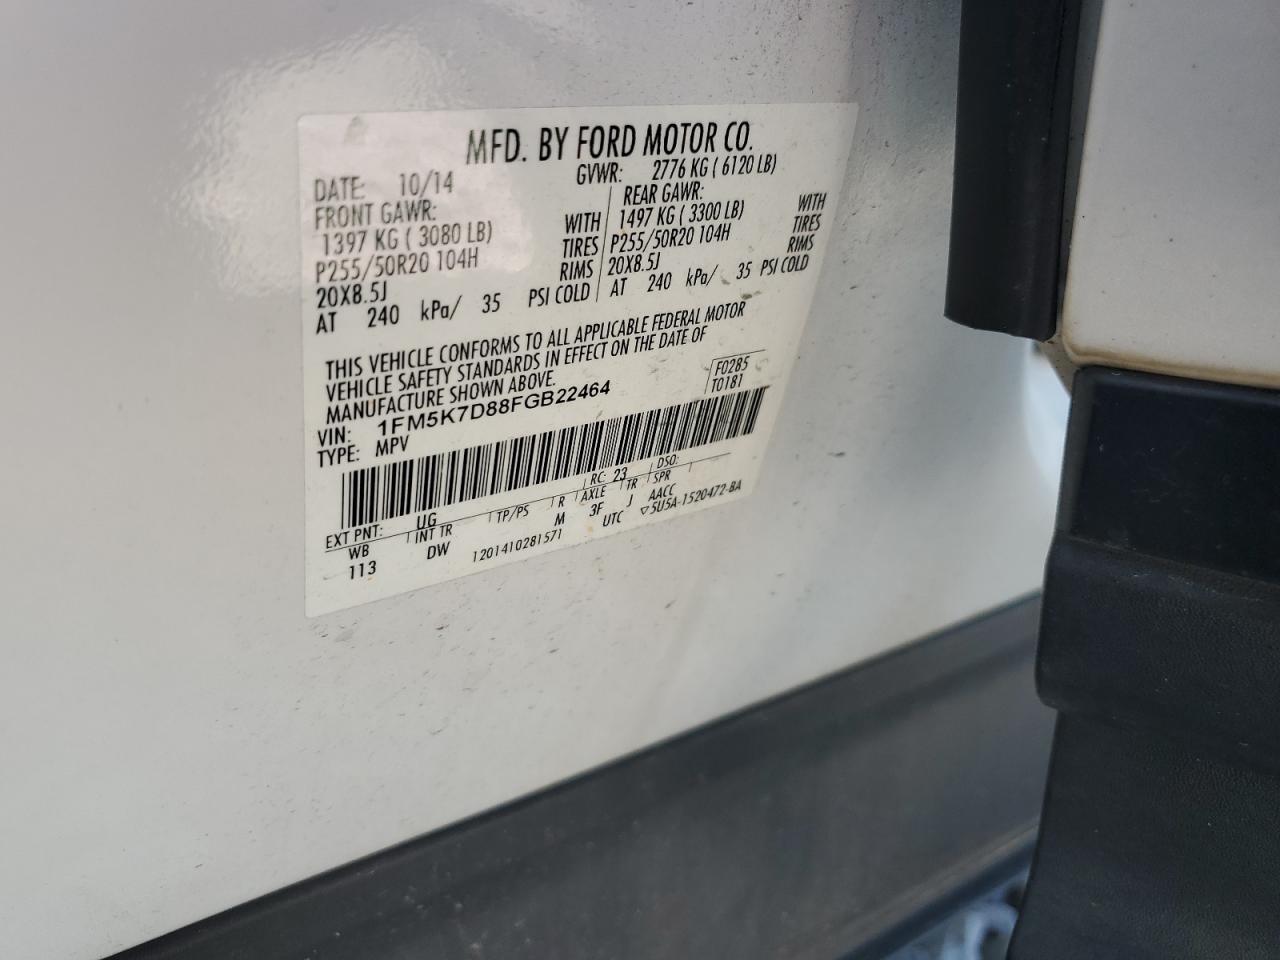 MFD. BY FORD MOTOR CO.
DATE: 10/14 GVWR: 2776 KG ( 6120 LB)
FRONT GAWR: REAR GAWR:
1397 KG ( 3080 LB) WITH 1497 KG ( 3300 LB) WITH
P255/50R20 104H TIRES P255/50R20 104H TIRES
20X8.5J RIMS 20X8.5J RIMS
AT 240 kPa/ 35 PSI COLD AT 240 kPa/ 35 PSI COLD
THIS VEHICLE CONFORMS TO ALL APPLICABLE FEDERAL MOTOR
VEHICLE SAFETY STANDARDS IN EFFECT ON THE DATE OF
MANUFACTURE SHOWN ABOVE.
F0285
T0181
VIN: 1FM5K7D88FGB22464
TYPE: MPV
EXT PNT: UG RC: 23 DSO:
WB INT TR TP/PS R AXLE TR SPR
113 DW M 3F J AACC
1201410281571 UTC ▽5U5A-1520472-BA